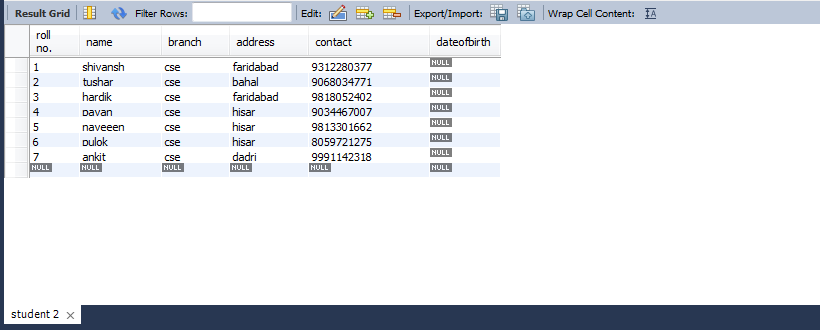 Result Grid Filter Rows: Edit: Export/Import: Wrap Cell Content: IA
roll no. name branch address contact dateofbirth
1 shivansh cse faridabad 9312280377 NULL
2 tushar cse bahal 9068034771 NULL
3 hardik cse faridabad 9818052402 NULL
4 pavan cse hisar 9034467007 NULL
5 naveeen cse hisar 9813301662 NULL
6 pulok cse hisar 8059721275 NULL
7 ankit cse dadri 9991142318 NULL
NULL NULL NULL NULL NULL NULL
student 2